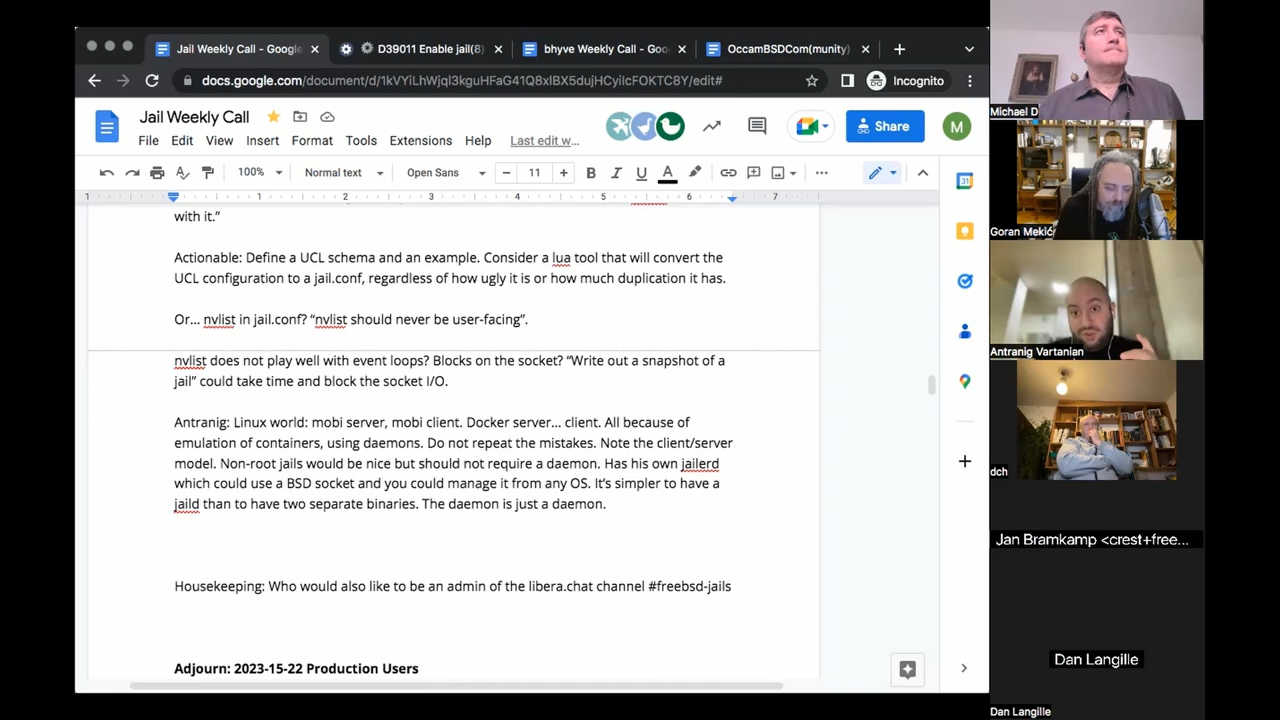 Jail Weekly Call - Google
D39011 Enable jail(8)
bhyve Weekly Call - Goo
OccamBSDCom(munity)
docs.google.com/document/d/1kVYiLhWjql3kguHFaG41Q8xIBX5dujHCyilcFOKTC8Y/edit#
Incognito
Jail Weekly Call
File Edit View Insert Format Tools Extensions Help Last edit w...
Share
M
100% Normal text Open Sans 11 B I U A
1 1 2 3 4 5 6 7
with it.”
Actionable: Define a UCL schema and an example. Consider a lua tool that will convert the
UCL configuration to a jail.conf, regardless of how ugly it is or how much duplication it has.
Or... nvlist in jail.conf? “nvlist should never be user-facing”.
nvlist does not play well with event loops? Blocks on the socket? “Write out a snapshot of a
jail” could take time and block the socket I/O.
Antranig: Linux world: mobi server, mobi client. Docker server... client. All because of
emulation of containers, using daemons. Do not repeat the mistakes. Note the client/server
model. Non-root jails would be nice but should not require a daemon. Has his own jailerd
which could use a BSD socket and you could manage it from any OS. It’s simpler to have a
jaild than to have two separate binaries. The daemon is just a daemon.
Housekeeping: Who would also like to be an admin of the libera.chat channel #freebsd-jails
Adjourn: 2023-15-22 Production Users
31
Michael D
Goran Mekić
Antranig Vartanian
dch
Jan Bramkamp <crest+free...
Dan Langille
Dan Langille